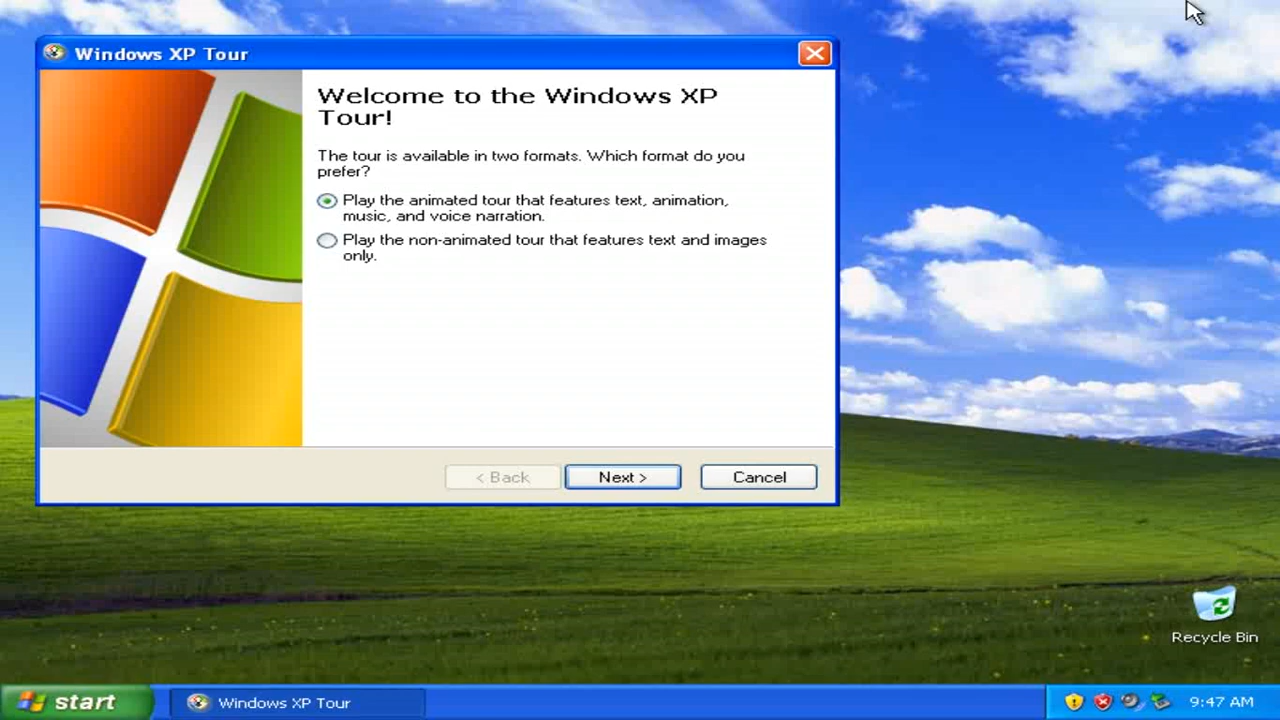 Windows XP Tour
Welcome to the Windows XP
Tour!
The tour is available in two formats. Which format do you
prefer?
Play the animated tour that features text, animation,
music, and voice narration.
Play the non-animated tour that features text and images
only.
< Back
Next >
Cancel
Recycle Bin
start
Windows XP Tour
9:47 AM